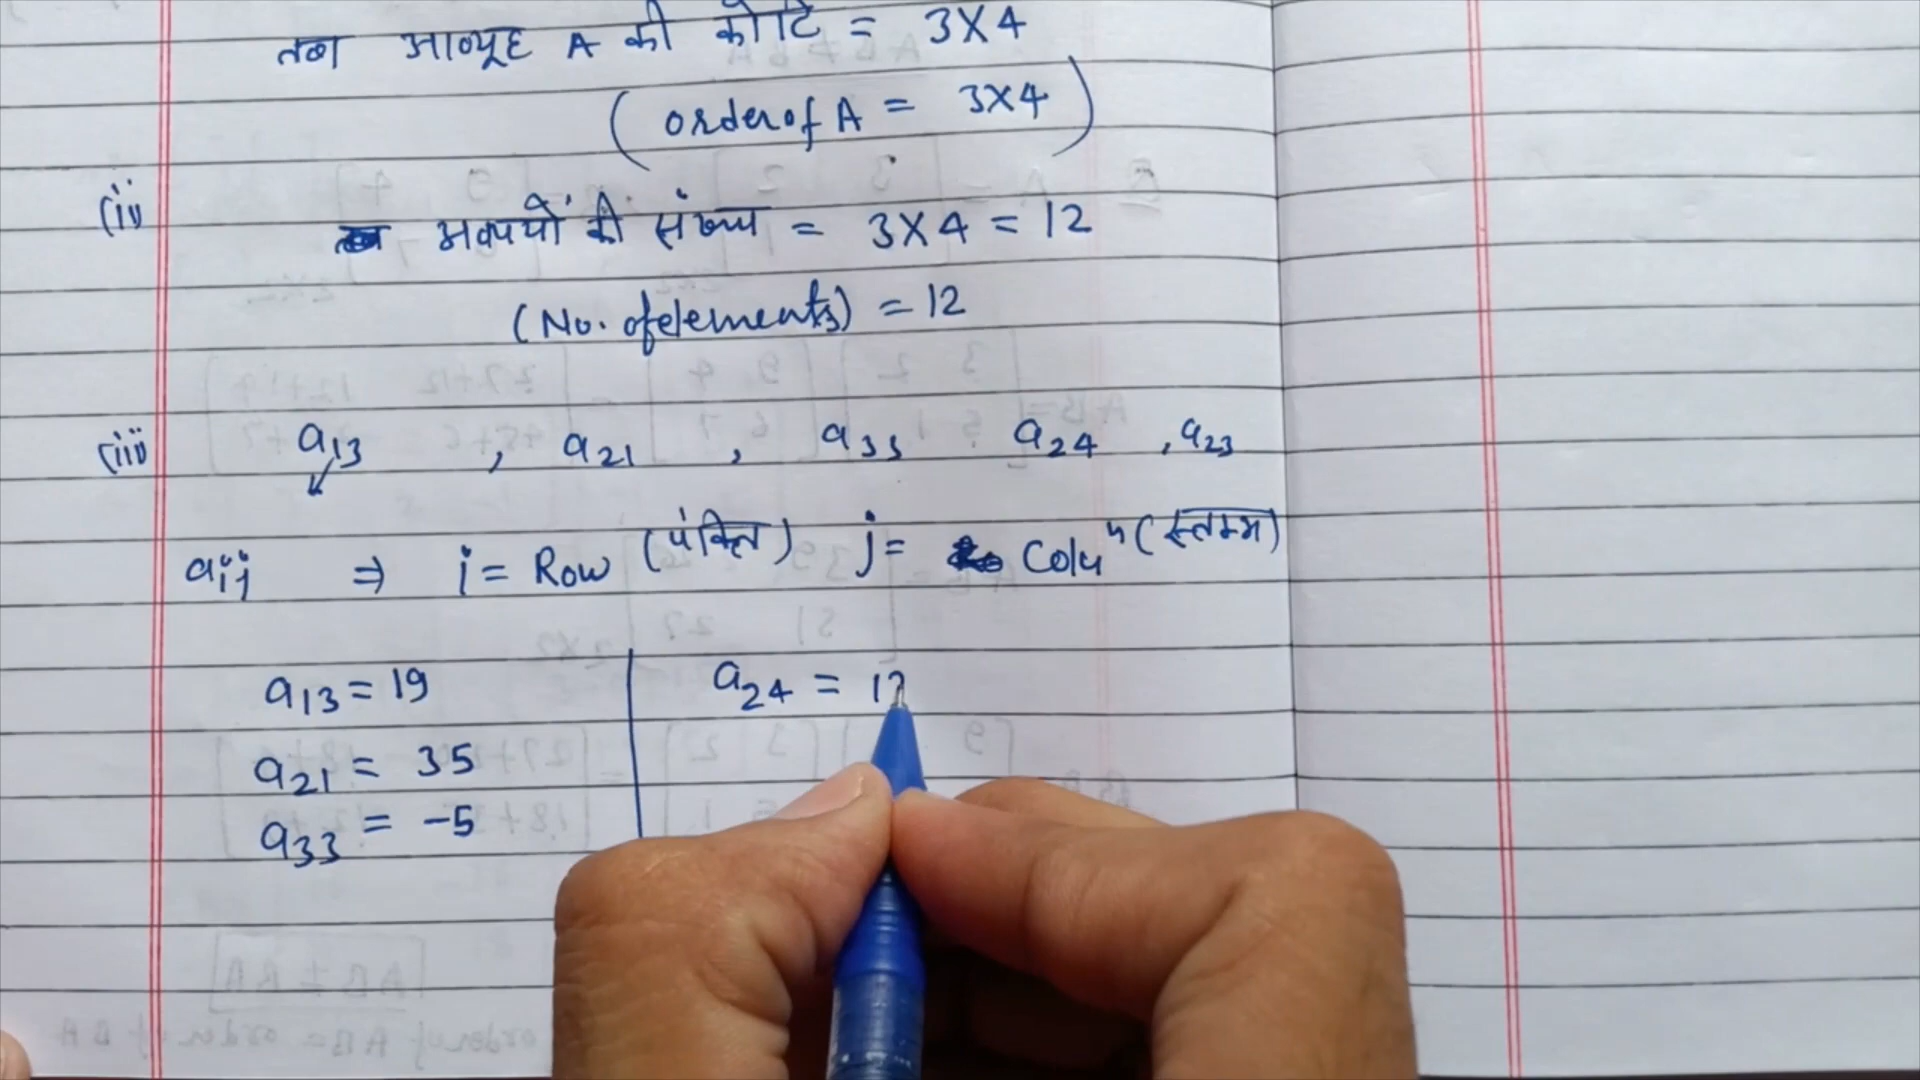 तब आव्यूह A की कोटि = 3X4
(order of A = 3X4)
(ii) अवयवों की संख्या = 3X4 = 12
(No. of elements) = 12
(iii) a13 , a21 , a33 a24 , a23
aij ⇒ i = Row (पंक्ति) j = Colun (स्तम्भ)
a13 = 19
a21 = 35
a33 = -5
a24 = 12